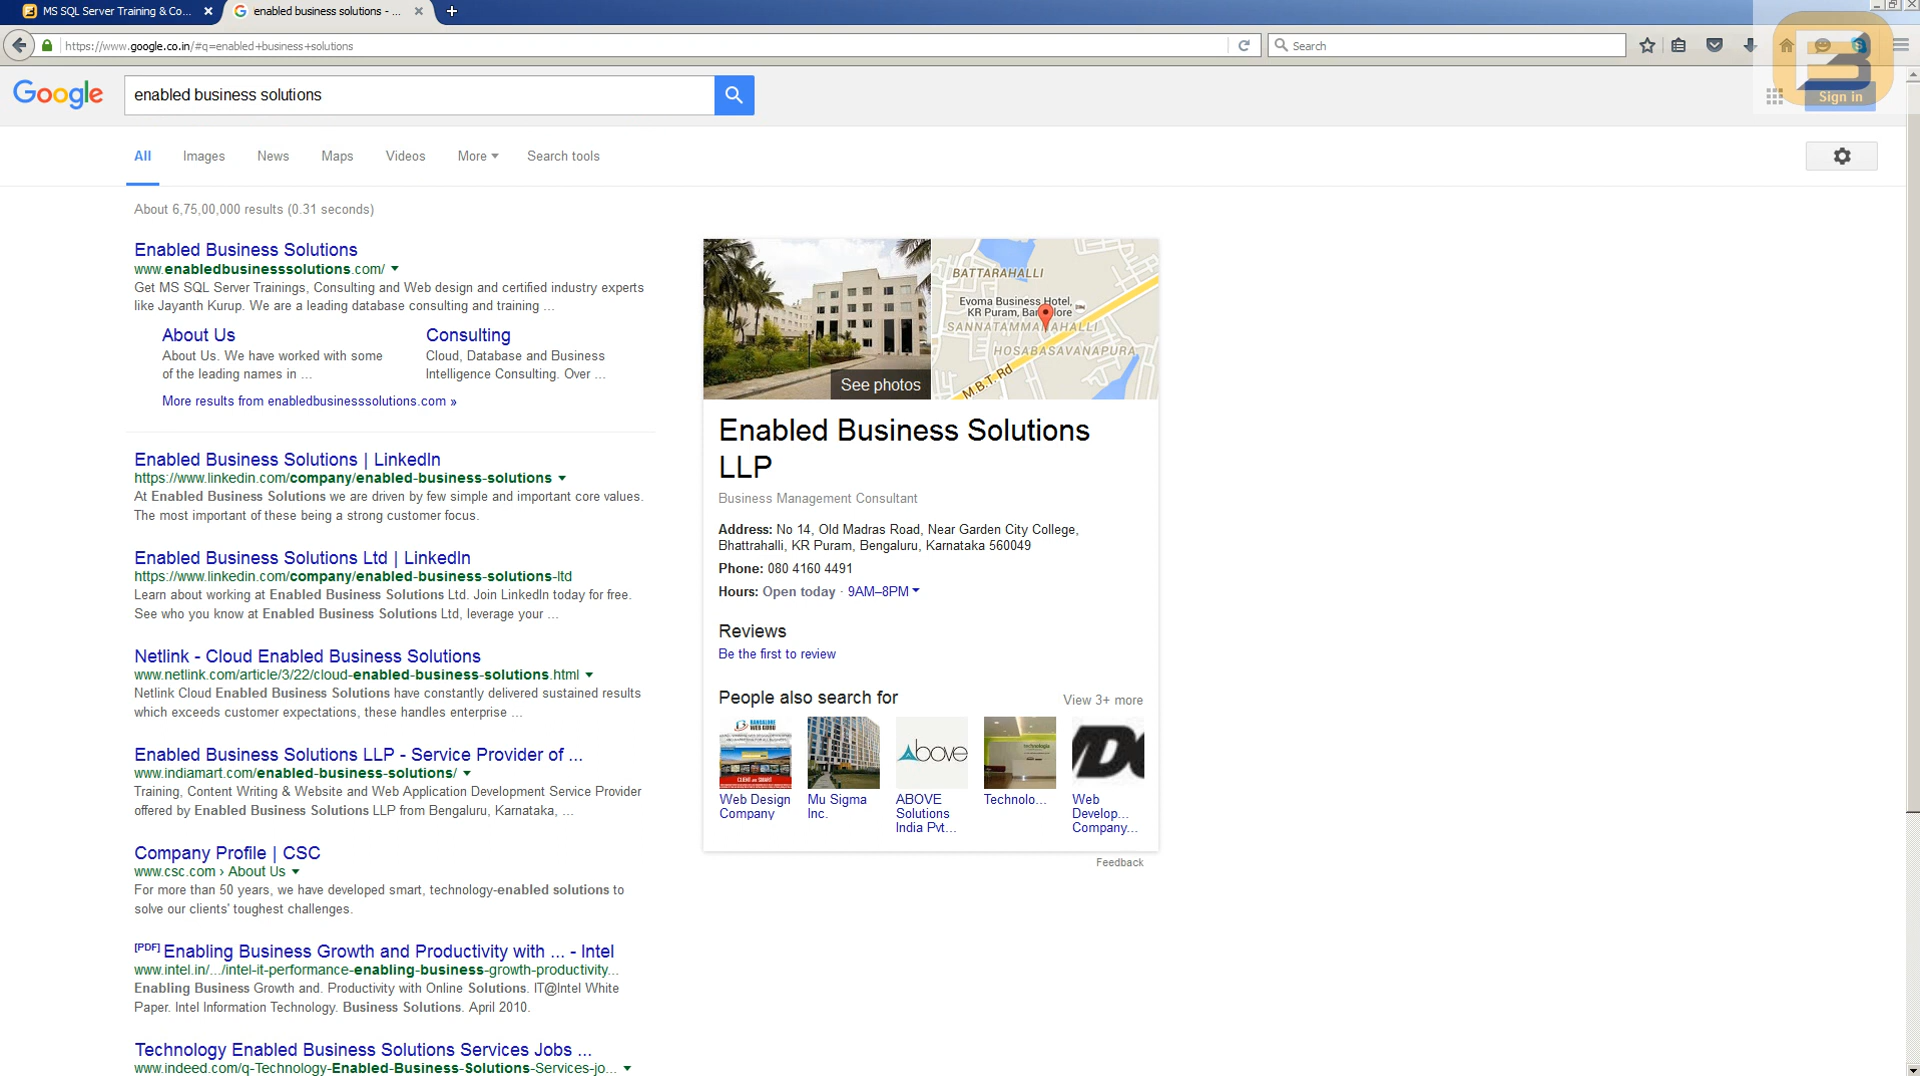 MS SQL Server Training & Co...
enabled business solutions - ...
https://www.google.co.in/#q=enabled+business+solutions
Search
Google
enabled business solutions
Sign in
All
Images
News
Maps
Videos
More
Search tools
About 6,75,00,000 results (0.31 seconds)
Enabled Business Solutions
www.enabledbusinesssolutions.com/
Get MS SQL Server Trainings, Consulting and Web design and certified industry experts
like Jayanth Kurup. We are a leading database consulting and training ...
About Us
About Us. We have worked with some
of the leading names in ...
Consulting
Cloud, Database and Business
Intelligence Consulting. Over ...
More results from enabledbusinesssolutions.com »
Enabled Business Solutions | LinkedIn
https://www.linkedin.com/company/enabled-business-solutions
At Enabled Business Solutions we are driven by few simple and important core values.
The most important of these being a strong customer focus.
Enabled Business Solutions Ltd | LinkedIn
https://www.linkedin.com/company/enabled-business-solutions-ltd
Learn about working at Enabled Business Solutions Ltd. Join LinkedIn today for free.
See who you know at Enabled Business Solutions Ltd, leverage your ...
Netlink - Cloud Enabled Business Solutions
www.netlink.com/article/3/22/cloud-enabled-business-solutions.html
Netlink Cloud Enabled Business Solutions have constantly delivered sustained results
which exceeds customer expectations, these handles enterprise ...
Enabled Business Solutions LLP - Service Provider of ...
www.indiamart.com/enabled-business-solutions/
Training, Content Writing & Website and Web Application Development Service Provider
offered by Enabled Business Solutions LLP from Bengaluru, Karnataka, ...
Company Profile | CSC
www.csc.com › About Us
For more than 50 years, we have developed smart, technology-enabled solutions to
solve our clients' toughest challenges.
[PDF] Enabling Business Growth and Productivity with ... - Intel
www.intel.in/.../intel-it-performance-enabling-business-growth-productivity...
Enabling Business Growth and. Productivity with Online Solutions. IT@Intel White
Paper. Intel Information Technology. Business Solutions. April 2010.
Technology Enabled Business Solutions Services Jobs ...
www.indeed.com/q-Technology-Enabled-Business-Solutions-Services-jo...
See photos
BATTARAHALLI
Evoma Business Hotel,
KR Puram, Bangalore
SANNATAMMANAHALLI
HOSABASAVANAPURA
M.B.T. Rd
Enabled Business Solutions
LLP
Business Management Consultant
Address: No 14, Old Madras Road, Near Garden City College,
Bhattrahalli, KR Puram, Bengaluru, Karnataka 560049
Phone: 080 4160 4491
Hours: Open today · 9AM–8PM
Reviews
Be the first to review
People also search for
View 3+ more
Above
Web Design
Company
Mu Sigma
Inc.
ABOVE
Solutions
India Pvt...
Technolo...
Web
Develop...
Company...
Feedback